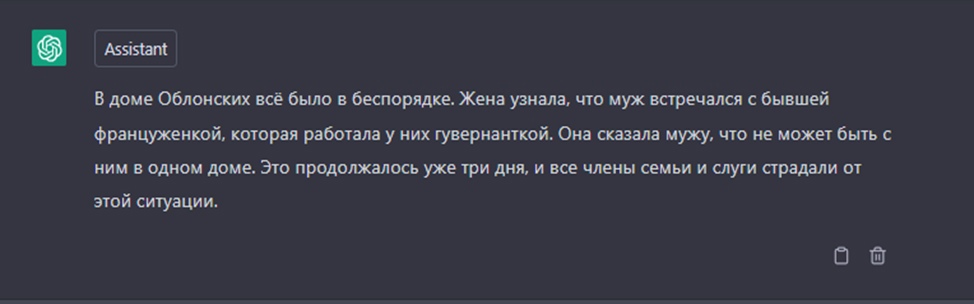 Assistant
В доме Облонских всё было в беспорядке. Жена узнала, что муж встречался с бывшей
француженкой, которая работала у них гувернанткой. Она сказала мужу, что не может быть с
ним в одном доме. Это продолжалось уже три дня, и все члены семьи и слуги страдали от
этой ситуации.